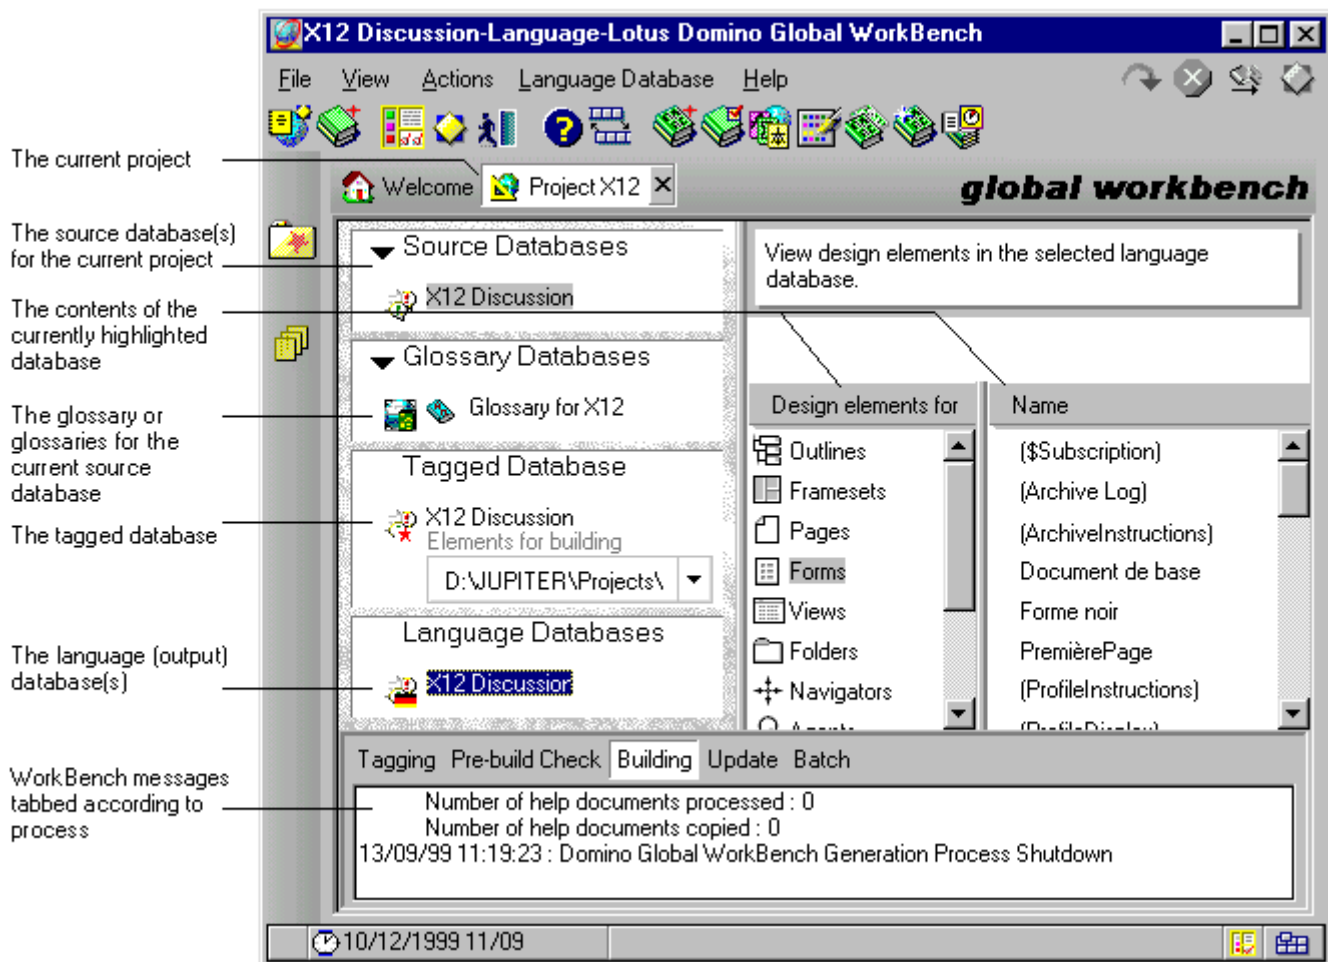 X12 Discussion-Language-Lotus Domino Global WorkBench
File View Actions Language Database Help
The current project
Welcome
Project X12
global workbench
The source database(s)
for the current project
Source Databases
X12 Discussion
View design elements in the selected language
database.
The contents of the
currently highlighted
database
Glossary Databases
Glossary for X12
The glossary or
glossaries for the
current source
database
Tagged Database
X12 Discussion
Elements for building
D:\JUPITER\Projects\
The tagged database
Language Databases
X12 Discussion
The language (output)
database(s)
Design elements for
Outlines
Framesets
Pages
Forms
Views
Folders
Navigators
Agents
Name
($Subscription)
(Archive Log)
(ArchiveInstructions)
Document de base
Forme noir
PremièrePage
(ProfileInstructions)
(ProfileDisplay)
WorkBench messages
tabbed according to
process
Tagging Pre-build Check Building Update Batch
Number of help documents processed : 0
Number of help documents copied : 0
13/09/99 11:19:23 : Domino Global WorkBench Generation Process Shutdown
10/12/1999 11/09